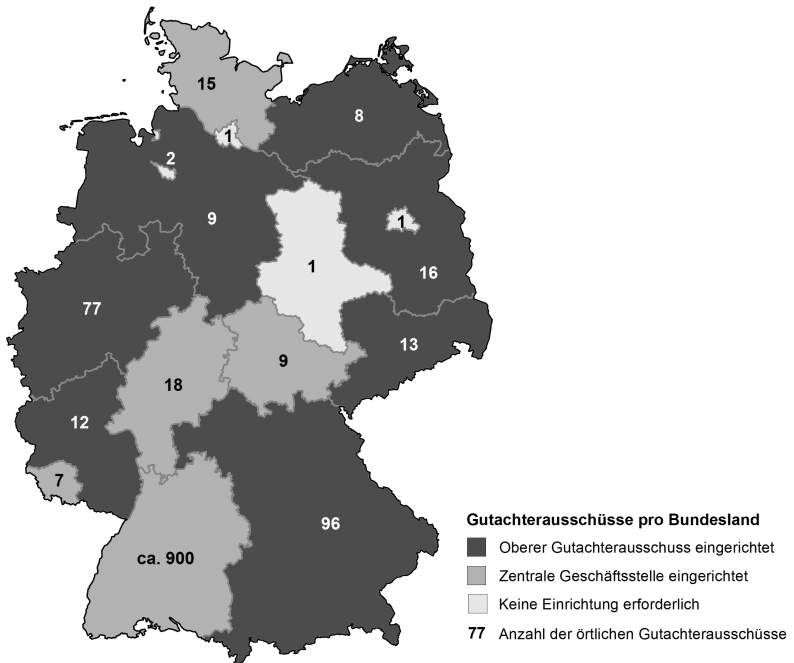 15
8
1
2
9
1
1
16
77
13
9
18
12
7
96
ca. 900
Gutachterausschüsse pro Bundesland
Oberer Gutachterausschuss eingerichtet
Zentrale Geschäftsstelle eingerichtet
Keine Einrichtung erforderlich
77 Anzahl der örtlichen Gutachterausschüsse